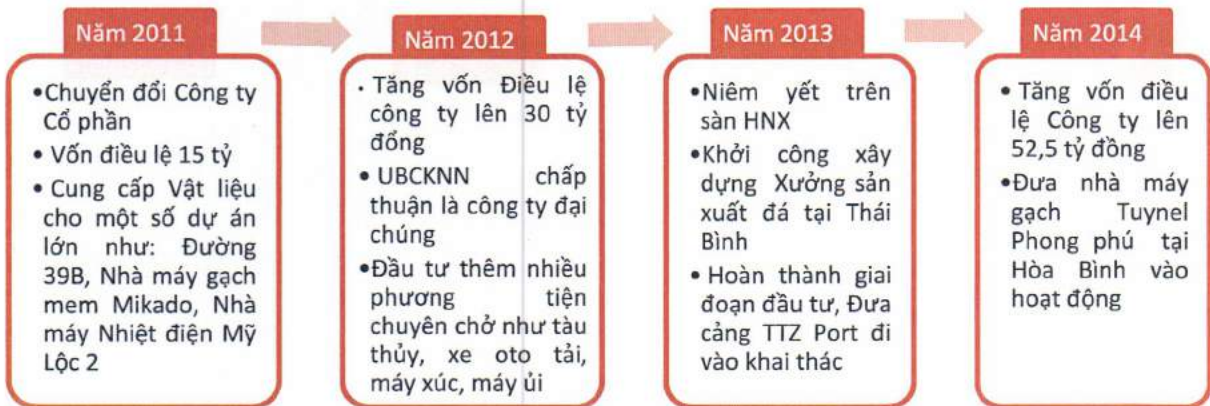 Năm 2011
•Chuyển đổi Công ty
Cổ phần
• Vốn điều lệ 15 tỷ
• Cung cấp Vật liệu
cho một số dự án
lớn như: Đường
39B, Nhà máy gạch
mem Mikado, Nhà
máy Nhiệt điện Mỹ
Lộc 2
Năm 2012
. Tăng vốn Điều lệ
công ty lên 30 tỷ
đổng
• UBCKNN chấp
thuận là công ty đại
chúng
•Đầu tư thêm nhiều
phương tiện
chuyên chở như tàu
thủy, xe oto tải,
máy xúc, máy ủi
Năm 2013
•Niêm yết trên
sàn HNX
•Khởi công xây
dựng Xưởng sản
xuất đá tại Thái
Bình
• Hoàn thành giai
đoạn đầu tư, Đưa
cảng TTZ Port đi
vào khai thác
Năm 2014
• Tăng vốn điều
lệ Công ty lên
52,5 tỷ đồng
•Đưa nhà máy
gạch Tuynel
Phong phú tại
Hòa Bình vào
hoạt động